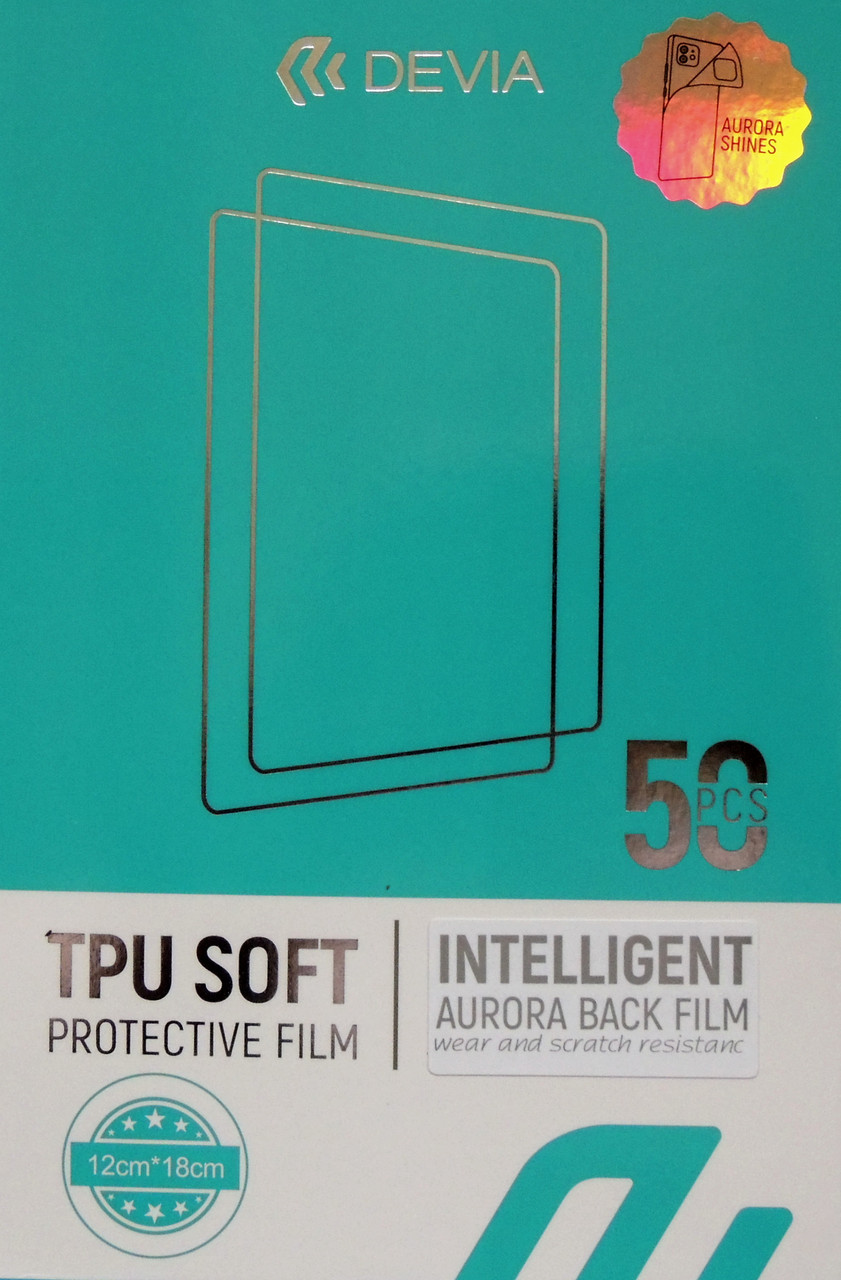 DEVIA
AURORA
SHINES
50
PCS
TPU SOFT
PROTECTIVE FILM
INTELLIGENT
AURORA BACK FILM
wear and scratch resistanc
12cm*18cm